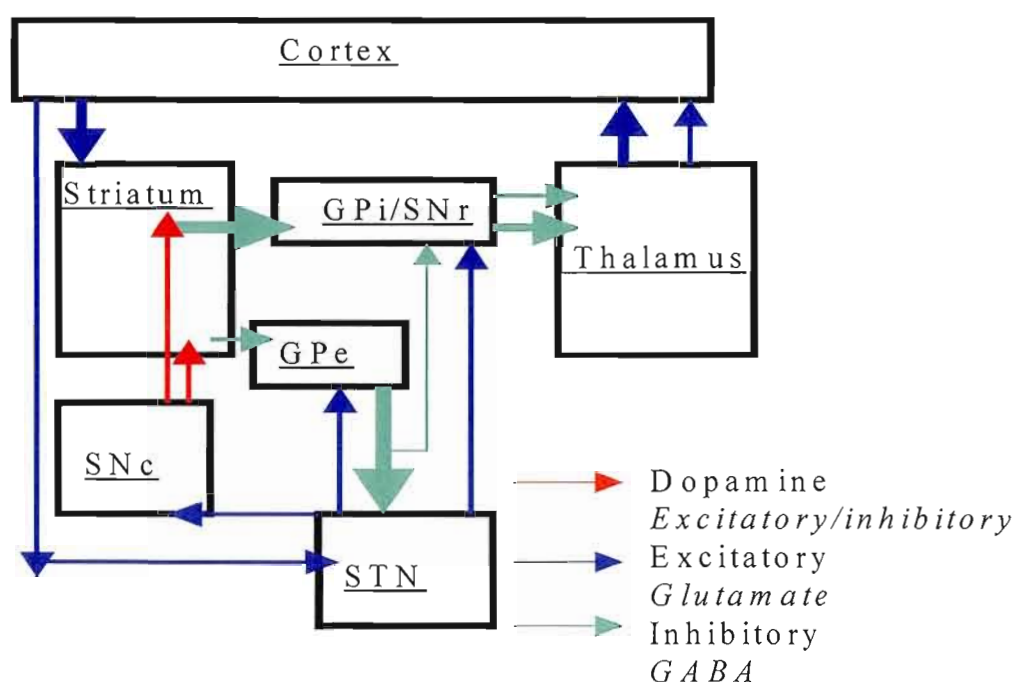 Cortex
Striatum
GPi/SNr
Thalamus
GPe
SNc
STN
Dopamine
Excitatory/inhibitory
Excitatory
Glutamate
Inhibitory
GABA